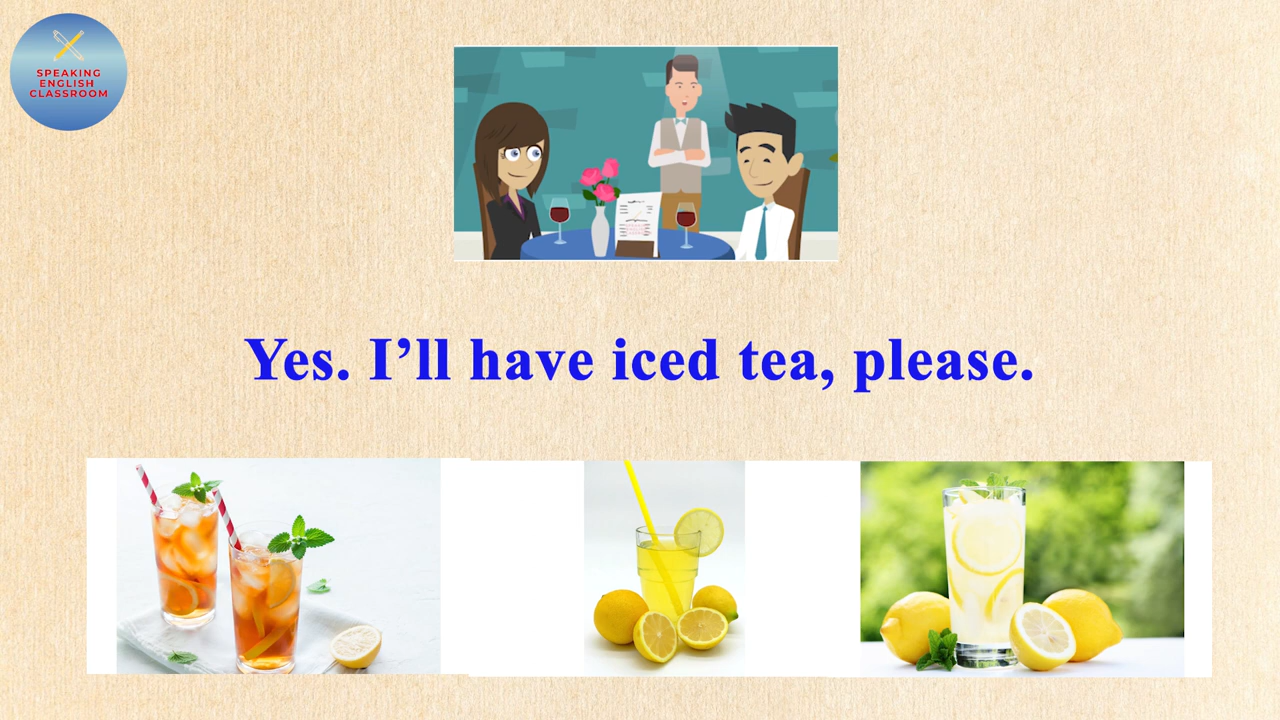 SPEAKING
ENGLISH
CLASSROOM
Yes. I’ll have iced tea, please.